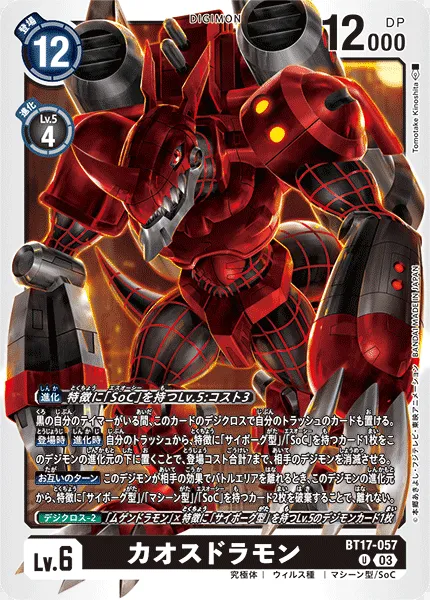 DIGIMON
登場
12
DP
12000
進化
Lv.5
4
Tomotake Kinoshita
進化 特徴に「SoC」を持つLv.5:コスト3
黒の自分のテイマーがいる間、このカードのデジクロスで自分のトラッシュのカードも置ける。
登場時 進化時 自分のトラッシュから、特徴に「サイボーグ型」/「SoC」を持つカード1枚をこ
のデジモンの進化元の下に置くことで、登場コスト合計7まで、相手のデジモンを消滅させる。
お互いのターン このデジモンが相手の効果でバトルエリアを離れるとき、このデジモンの進化元
から、特徴に「サイボーグ型」/「マシーン型」/「SoC」を持つカード2枚を破棄することで、離れない。
デジクロス-2 「ムゲンドラモン」×特徴に「サイボーグ型」を持つLv.5のデジモンカード1枚
©本郷あきよし・フジテレビ・東映アニメーション BANDAI MADE IN JAPAN
Lv.6
カオスドラモン
BT17-057
U 03
究極体 | ウィルス種 | マシーン型/SoC